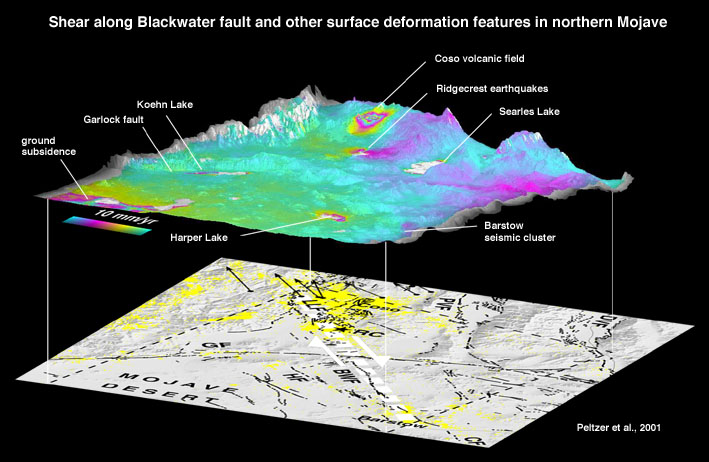 Shear along Blackwater fault and other surface deformation features in northern Mojave
Coso volcanic field
Ridgecrest earthquakes
Koehn Lake
Searles Lake
Garlock fault
ground
subsidence
10 mm/yr
Harper Lake
Barstow
seismic cluster
GF
BWF
HF
MOJAVE
DESERT
Barstow
Peltzer et al., 2001